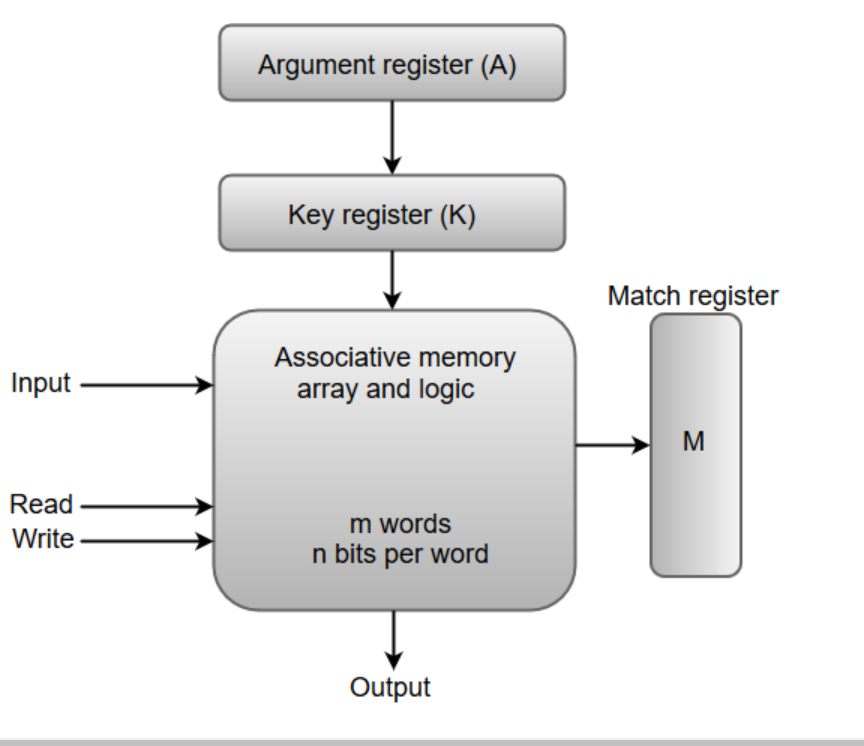 Argument register (A)
Key register (K)
Match register
Associative memory
array and logic
Input
M
Read
Write
m words
n bits per word
Output